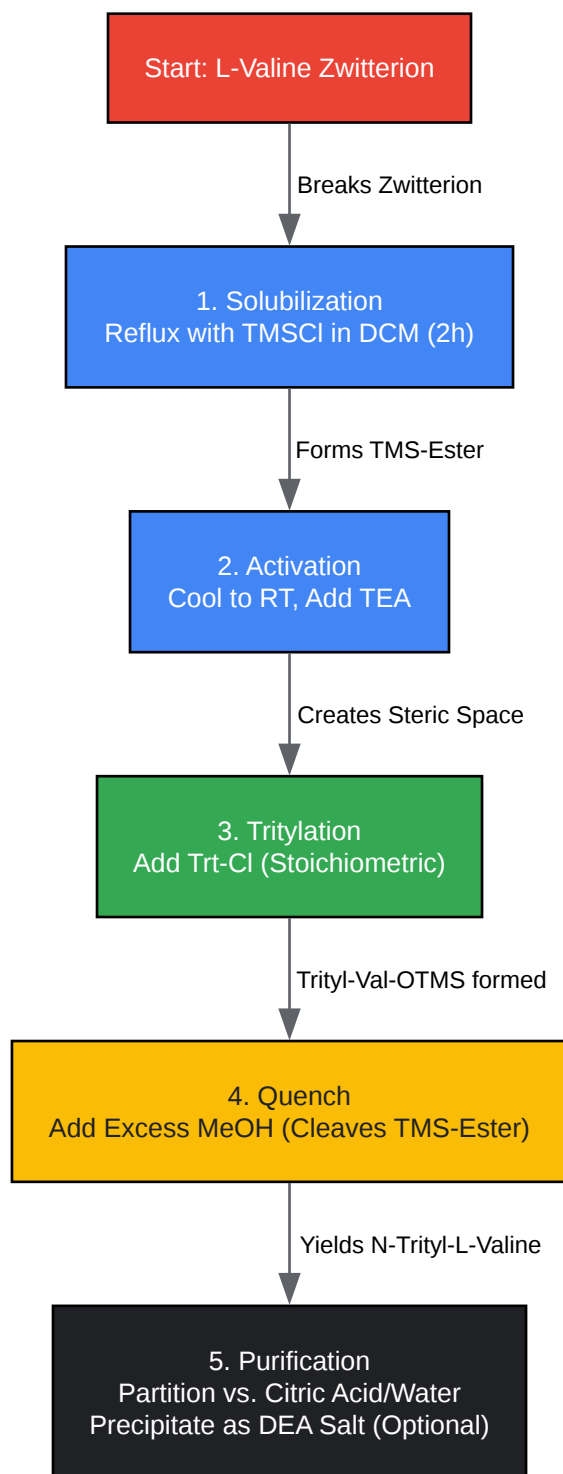 Start: L-Valine Zwitterion
Breaks Zwitterion
1. Solubilization
Reflux with TMSCl in DCM (2h)
Forms TMS-Ester
2. Activation
Cool to RT, Add TEA
Creates Steric Space
3. Tritylation
Add Trt-Cl (Stoichiometric)
Trityl-Val-OTMS formed
4. Quench
Add Excess MeOH (Cleaves TMS-Ester)
Yields N-Trityl-L-Valine
5. Purification
Partition vs. Citric Acid/Water
Precipitate as DEA Salt (Optional)